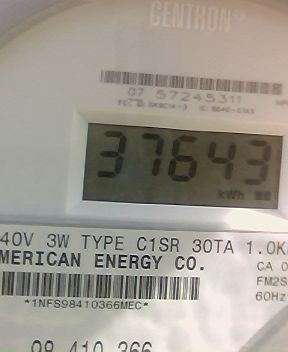 CENTRON
07 57245311
37643
kWh
40V 3W TYPE C1SR 30TA 1.0K
MERICAN ENERGY CO.
CA 0
FM2S
60Hz
*1NFS98410366MEC*
98 410 366